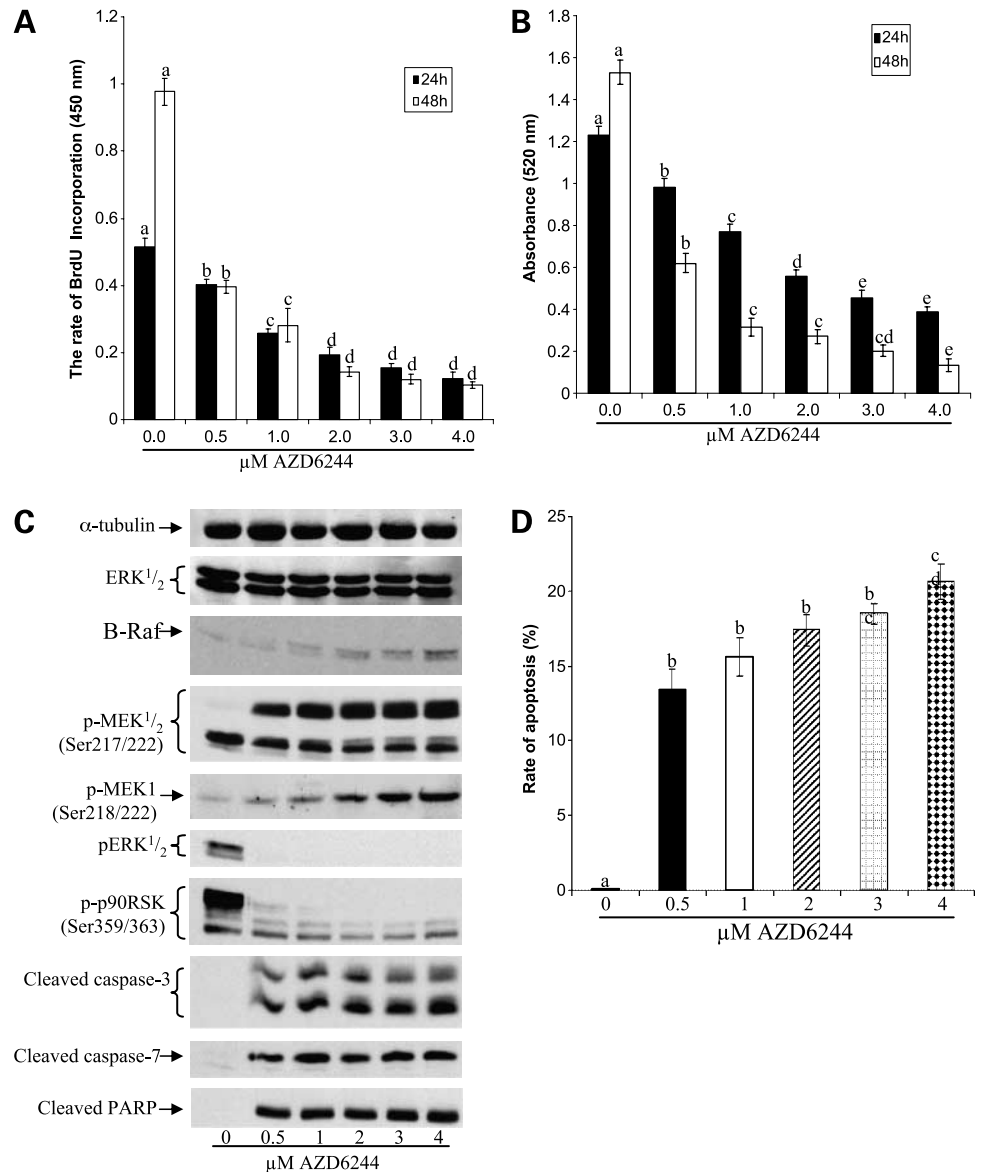 A
The rate of BrdU Incorporation (450 nm)
1.2
1
0.8
0.6
0.4
0.2
0
24h
48h
a a b b c c d d d d d d
0.0 0.5 1.0 2.0 3.0 4.0
µM AZD6244
B
Absorbance (520 nm)
1.8
1.6
1.4
1.2
1
0.8
0.6
0.4
0.2
0
24h
48h
a a b b c c d c e cd e e
0.0 0.5 1.0 2.0 3.0 4.0
µM AZD6244
C
α-tubulin
ERK1/2
B-Raf
p-MEK1/2
(Ser217/222)
p-MEK1
(Ser218/222)
pERK1/2
p-p90RSK
(Ser359/363)
Cleaved caspase-3
Cleaved caspase-7
Cleaved PARP
0 0.5 1 2 3 4
µM AZD6244
D
Rate of apoptosis (%)
25
20
15
10
5
0
a b b b b c c d
0 0.5 1 2 3 4
µM AZD6244